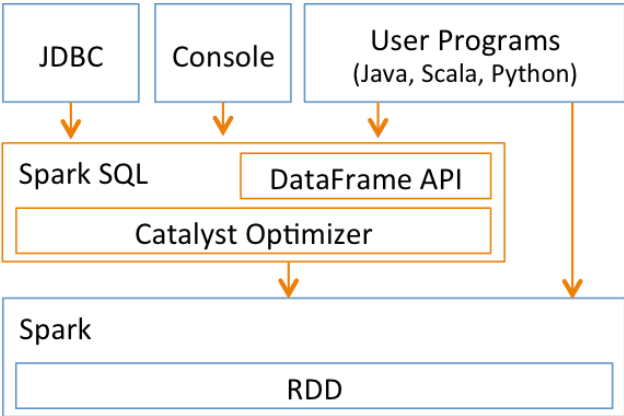 JDBC
Console
User Programs
(Java, Scala, Python)
Spark SQL
DataFrame API
Catalyst Optimizer
Spark
RDD